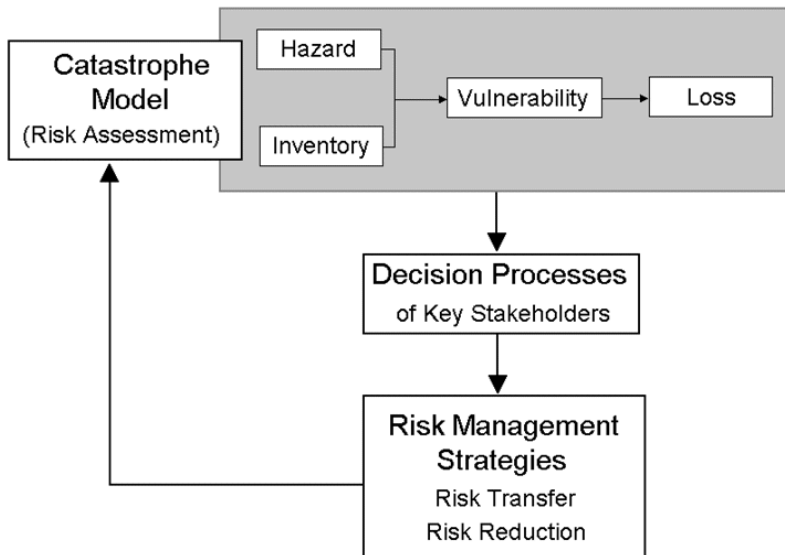 Catastrophe
Model
(Risk Assessment)
Hazard
Inventory
Vulnerability
Loss
Decision Processes
of Key Stakeholders
Risk Management
Strategies
Risk Transfer
Risk Reduction